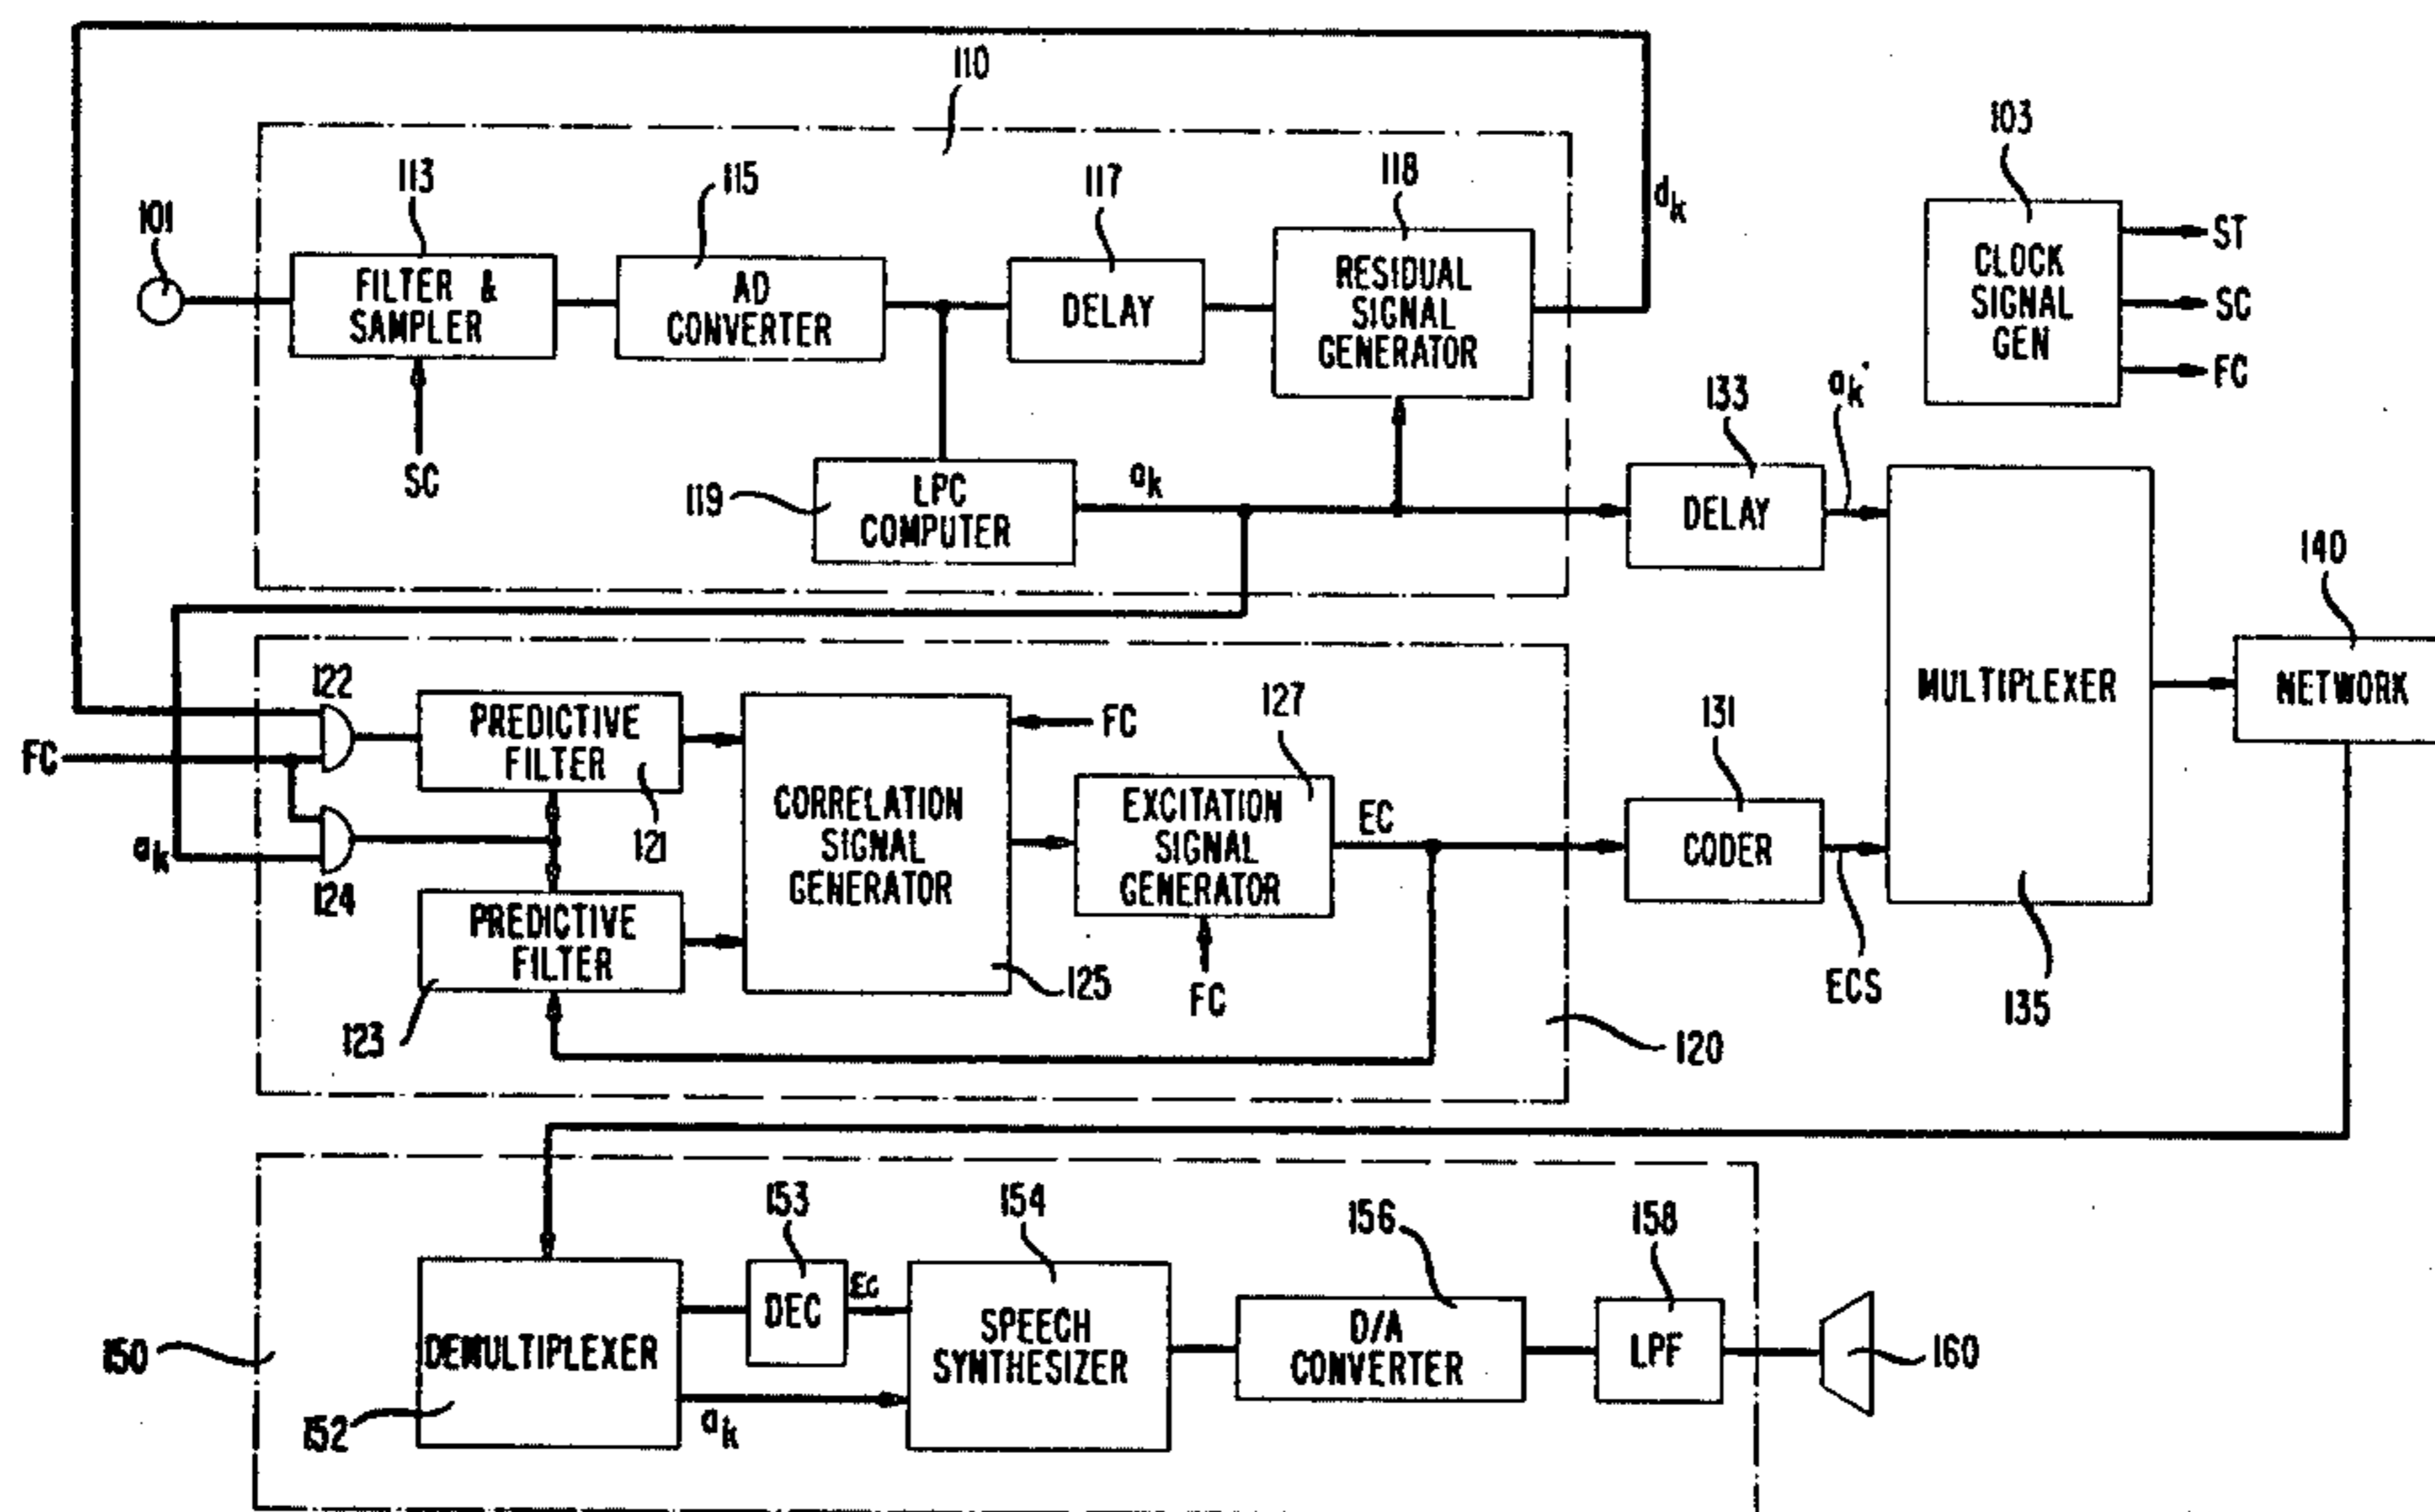 110
103
113
115
117
118
d_k
101
FILTER &
SAMPLER
AD
CONVERTER
DELAY
RESIDUAL
SIGNAL
GENERATOR
CLOCK
SIGNAL
GEN
ST
SC
FC
SC
119
LPC
COMPUTER
a_k
133
DELAY
a_k'
140
NETWORK
MULTIPLEXER
135
122
FC
a_k
124
PREDICTIVE
FILTER
121
PREDICTIVE
FILTER
123
CORRELATION
SIGNAL
GENERATOR
125
FC
127
EXCITATION
SIGNAL
GENERATOR
FC
EC
131
CODER
ECS
120
150
DEMULTIPLEXER
152
153
DEC
EC
a_k
154
SPEECH
SYNTHESIZER
156
D/A
CONVERTER
158
LPF
160